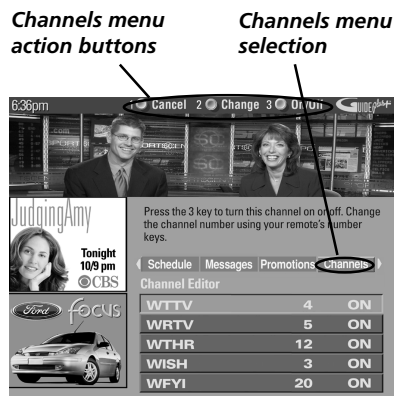 Channels menu
action buttons
Channels menu
selection
6:36pm
1 Cancel 2 Change 3 On/Off
GUIDE plus+
.com
JudgingAmy
Tonight
10/9 pm
CBS
Ford focus
Press the 3 key to turn this channel on or off. Change
the channel number using your remote's number
keys.
Schedule Messages Promotions Channels
Channel Editor
WTTV 4 ON
WRTV 5 ON
WTHR 12 ON
WISH 3 ON
WFYI 20 ON